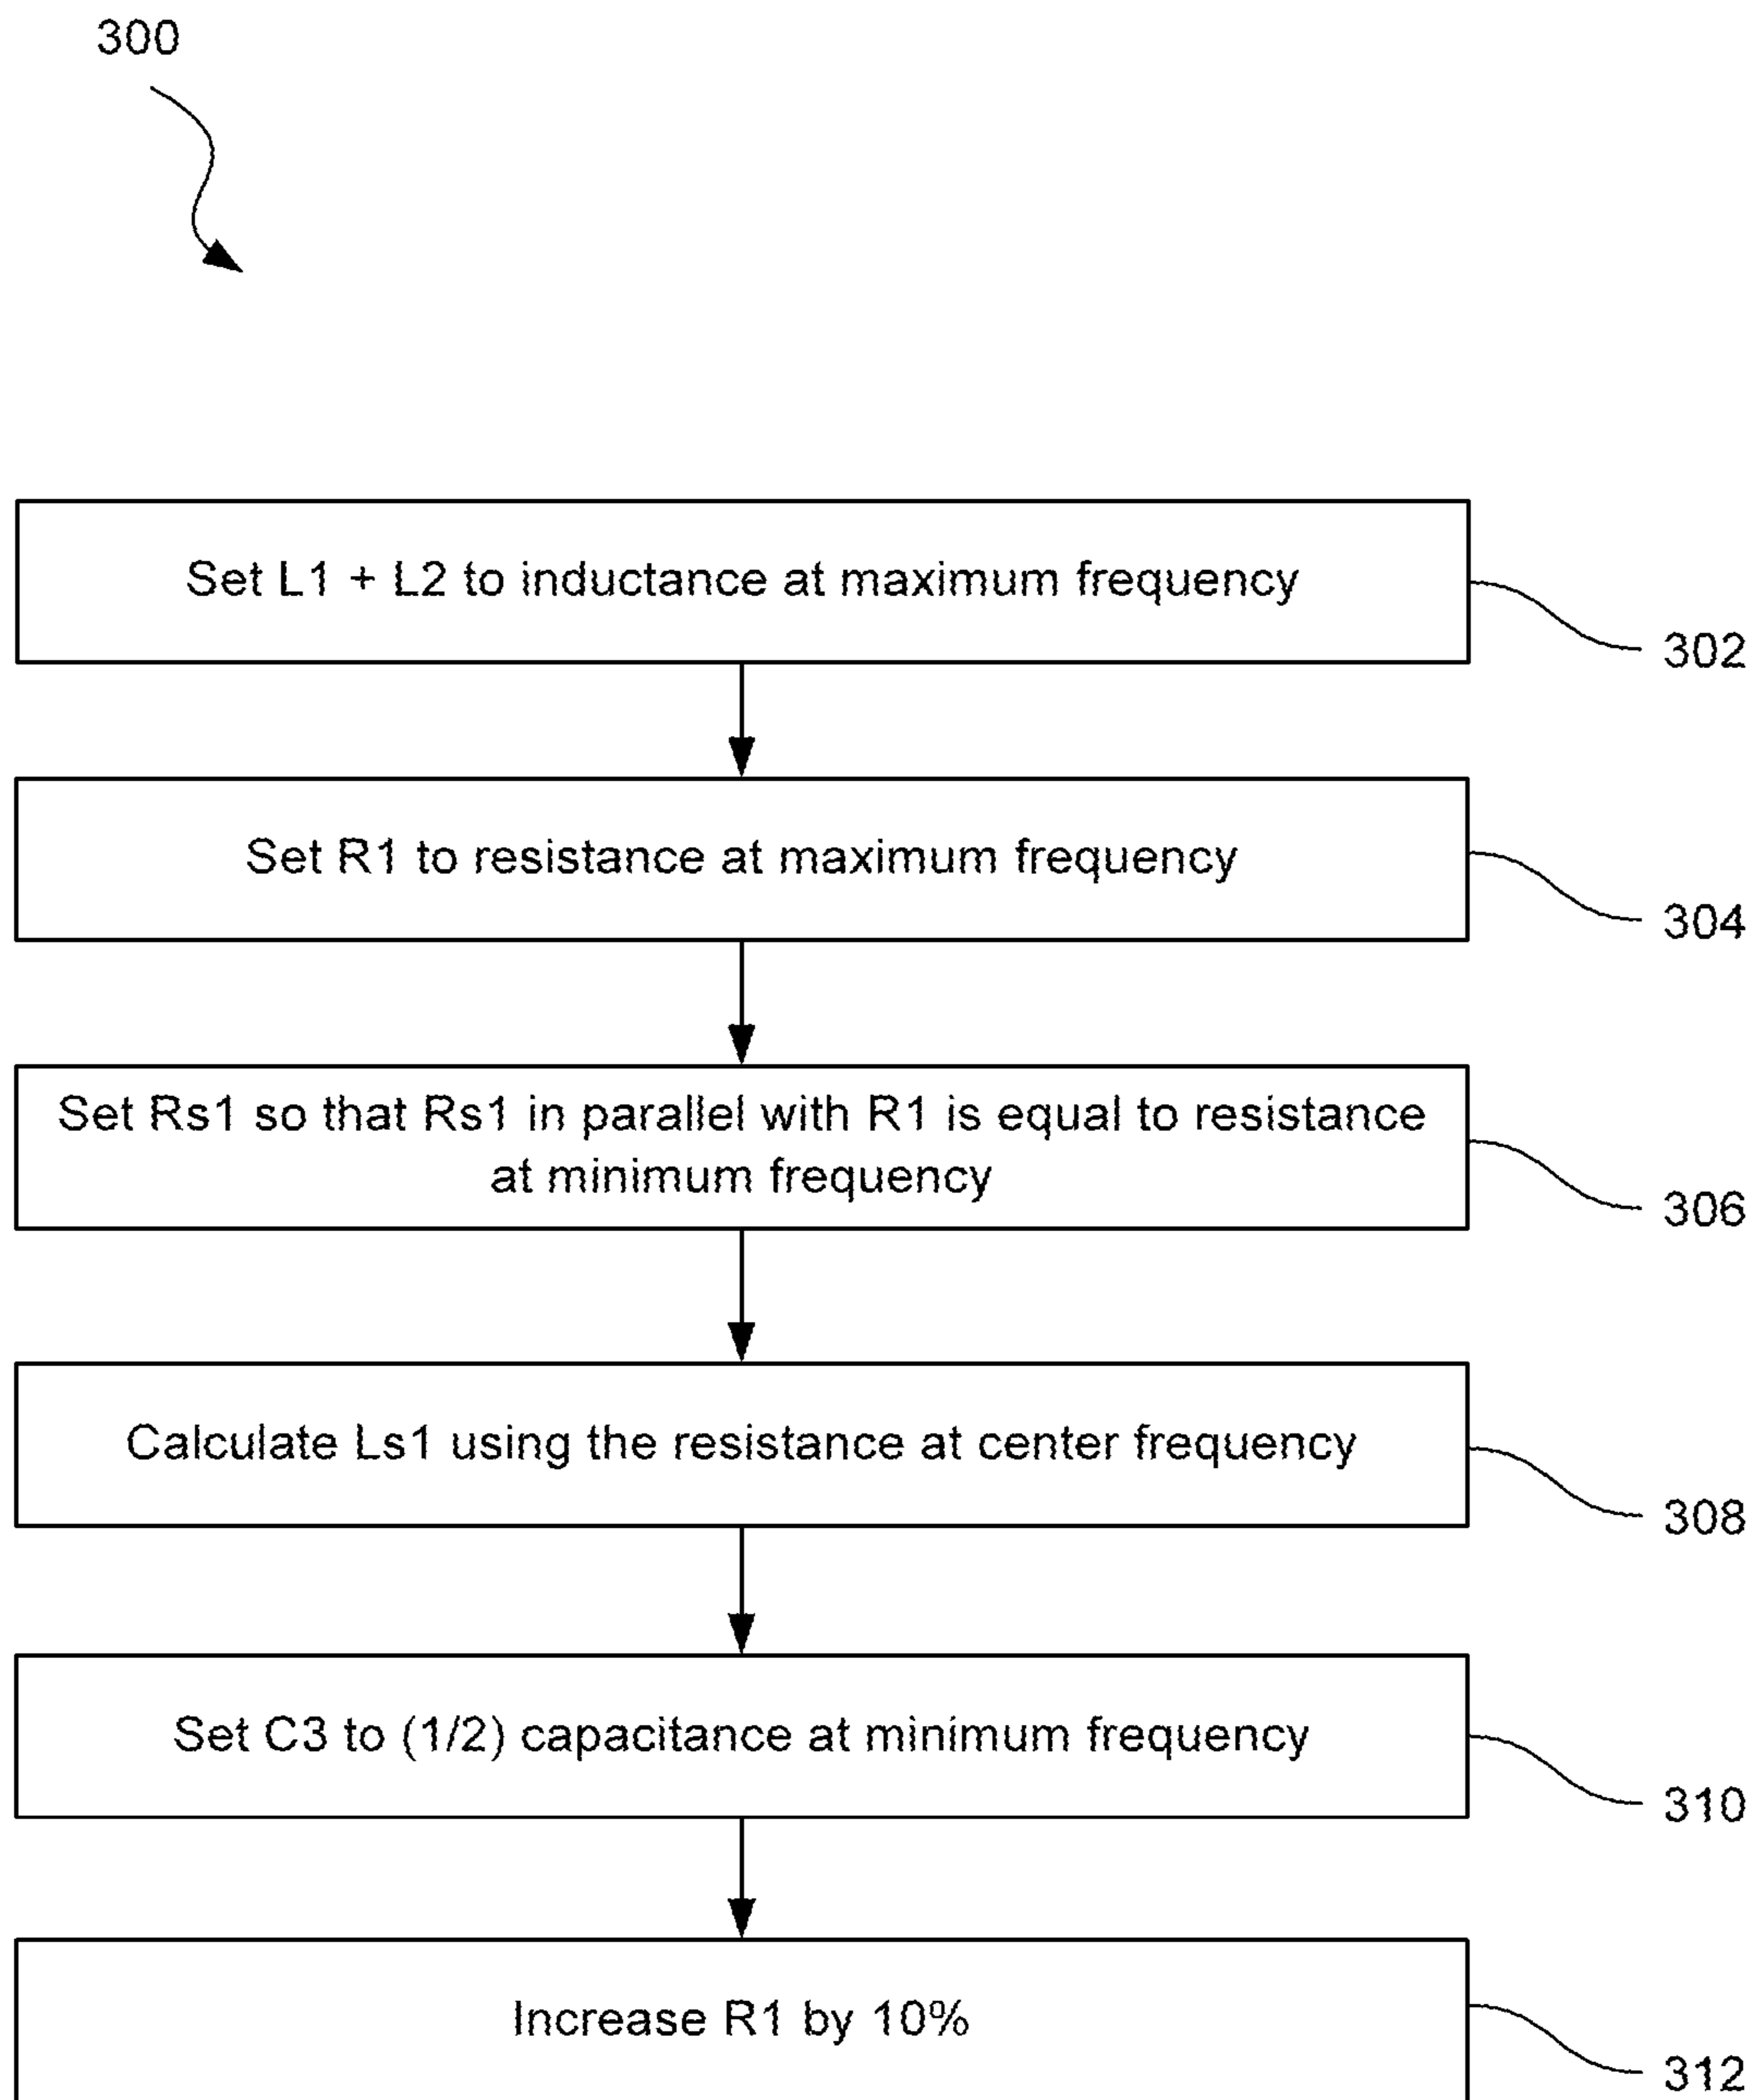 300
Set L1 + L2 to inductance at maximum frequency
302
Set R1 to resistance at maximum frequency
304
Set Rs1 so that Rs1 in parallel with R1 is equal to resistance
at minimum frequency
306
Calculate Ls1 using the resistance at center frequency
308
Set C3 to (1/2) capacitance at minimum frequency
310
Increase R1 by 10%
312